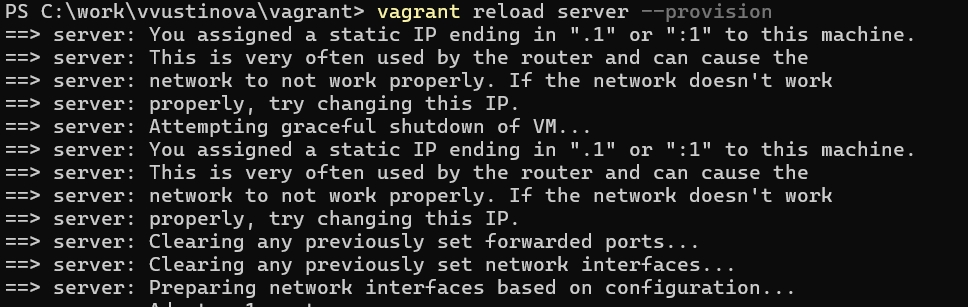 PS C:\work\vvustinova\vagrant> vagrant reload server --provision
==> server: You assigned a static IP ending in ".1" or ":1" to this machine.
==> server: This is very often used by the router and can cause the
==> server: network to not work properly. If the network doesn't work
==> server: properly, try changing this IP.
==> server: Attempting graceful shutdown of VM...
==> server: You assigned a static IP ending in ".1" or ":1" to this machine.
==> server: This is very often used by the router and can cause the
==> server: network to not work properly. If the network doesn't work
==> server: properly, try changing this IP.
==> server: Clearing any previously set forwarded ports...
==> server: Clearing any previously set network interfaces...
==> server: Preparing network interfaces based on configuration...